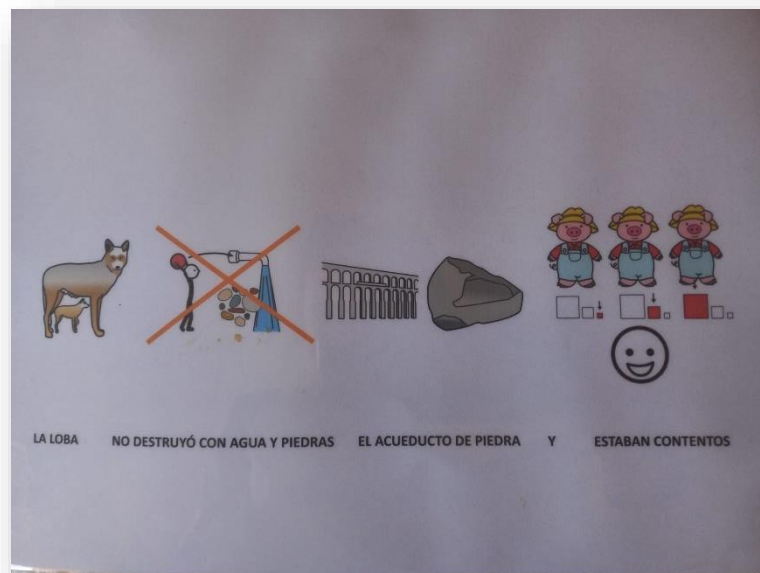 LA LOBA NO DESTRUYÓ CON AGUA Y PIEDRAS EL ACUEDUCTO DE PIEDRA Y ESTABAN CONTENTOS